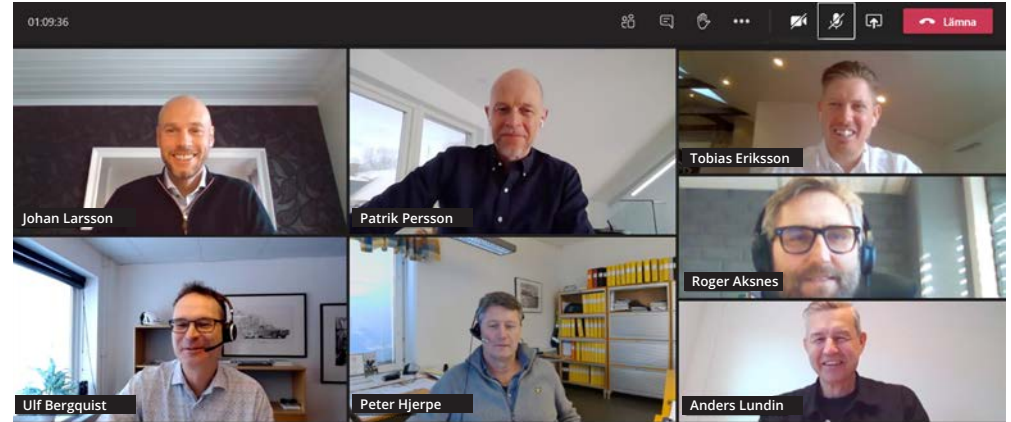 01:09:36
Lämna
Johan Larsson
Patrik Persson
Tobias Eriksson
Roger Aksnes
Ulf Bergquist
Peter Hjerpe
Anders Lundin